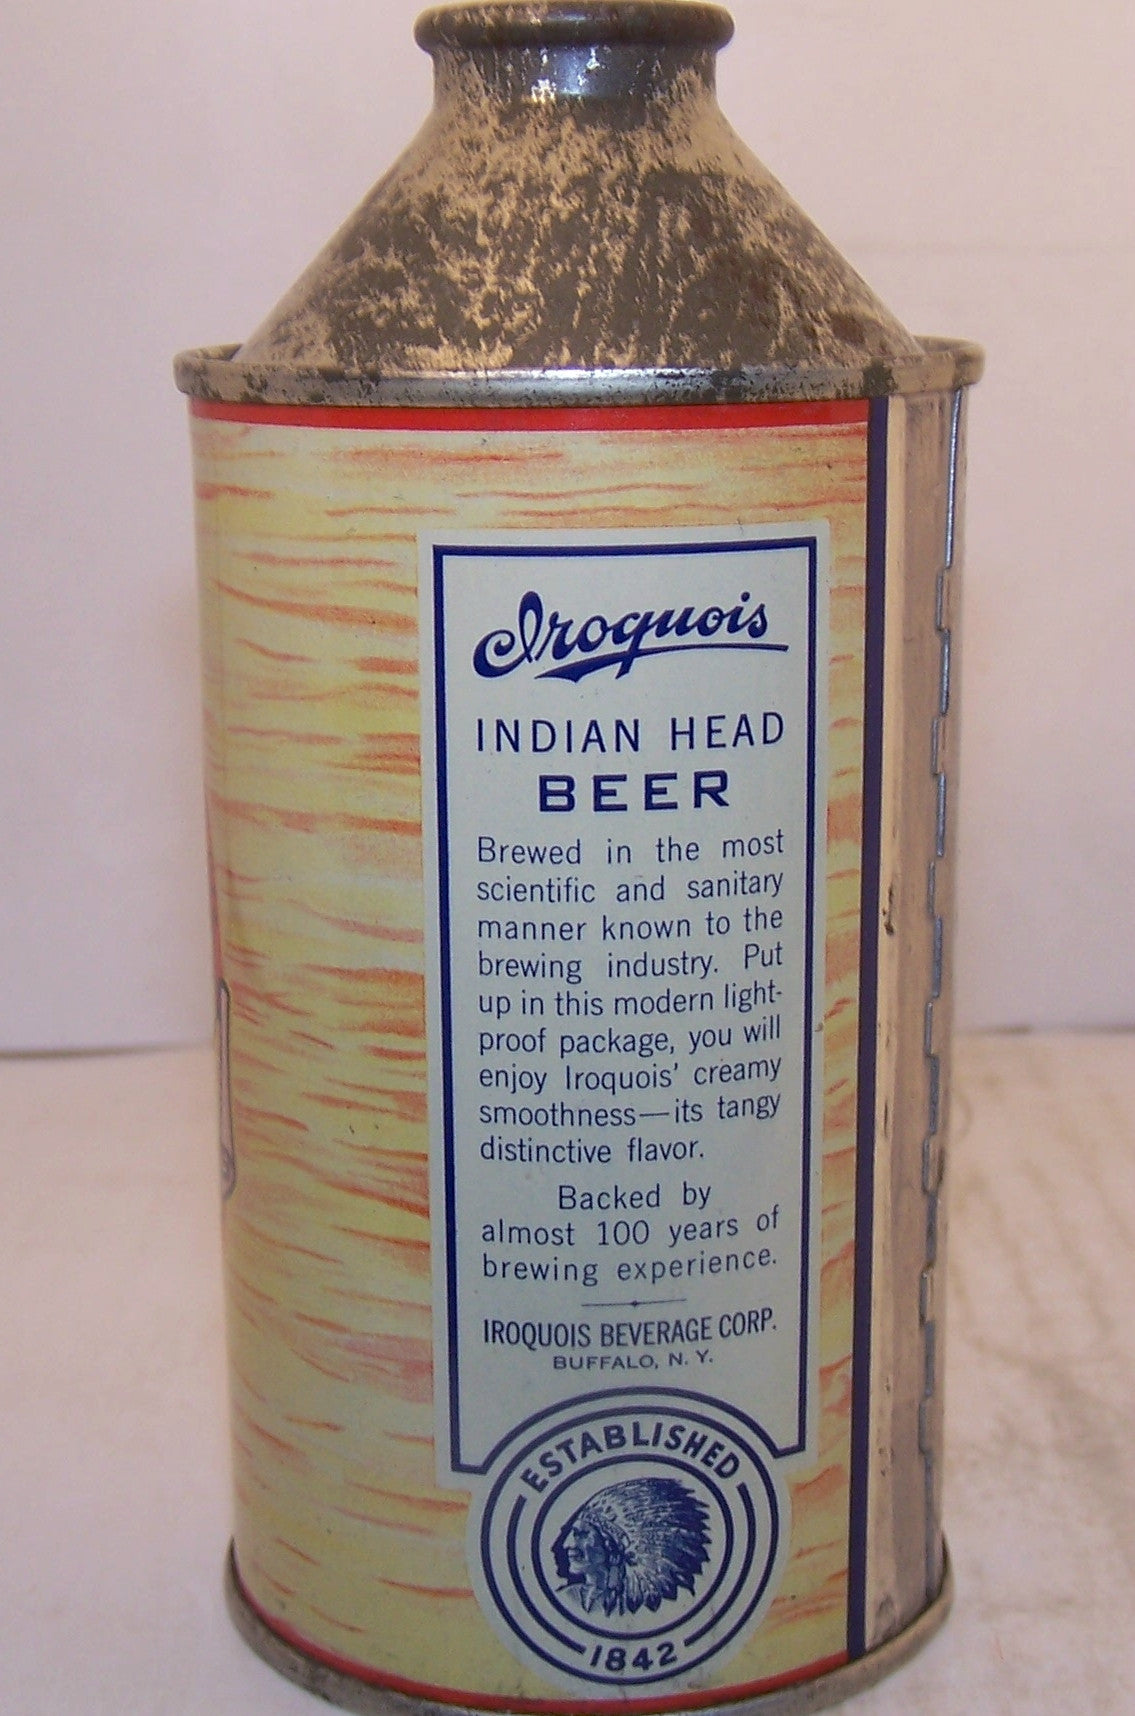 Iroquois
INDIAN HEAD
BEER
Brewed in the most
scientific and sanitary
manner known to the
brewing industry. Put
up in this modern light-
proof package, you will
enjoy Iroquois' creamy
smoothness—its tangy
distinctive flavor.
Backed by
almost 100 years of
brewing experience.
IROQUOIS BEVERAGE CORP.
BUFFALO, N. Y.
ESTABLISHED
1842